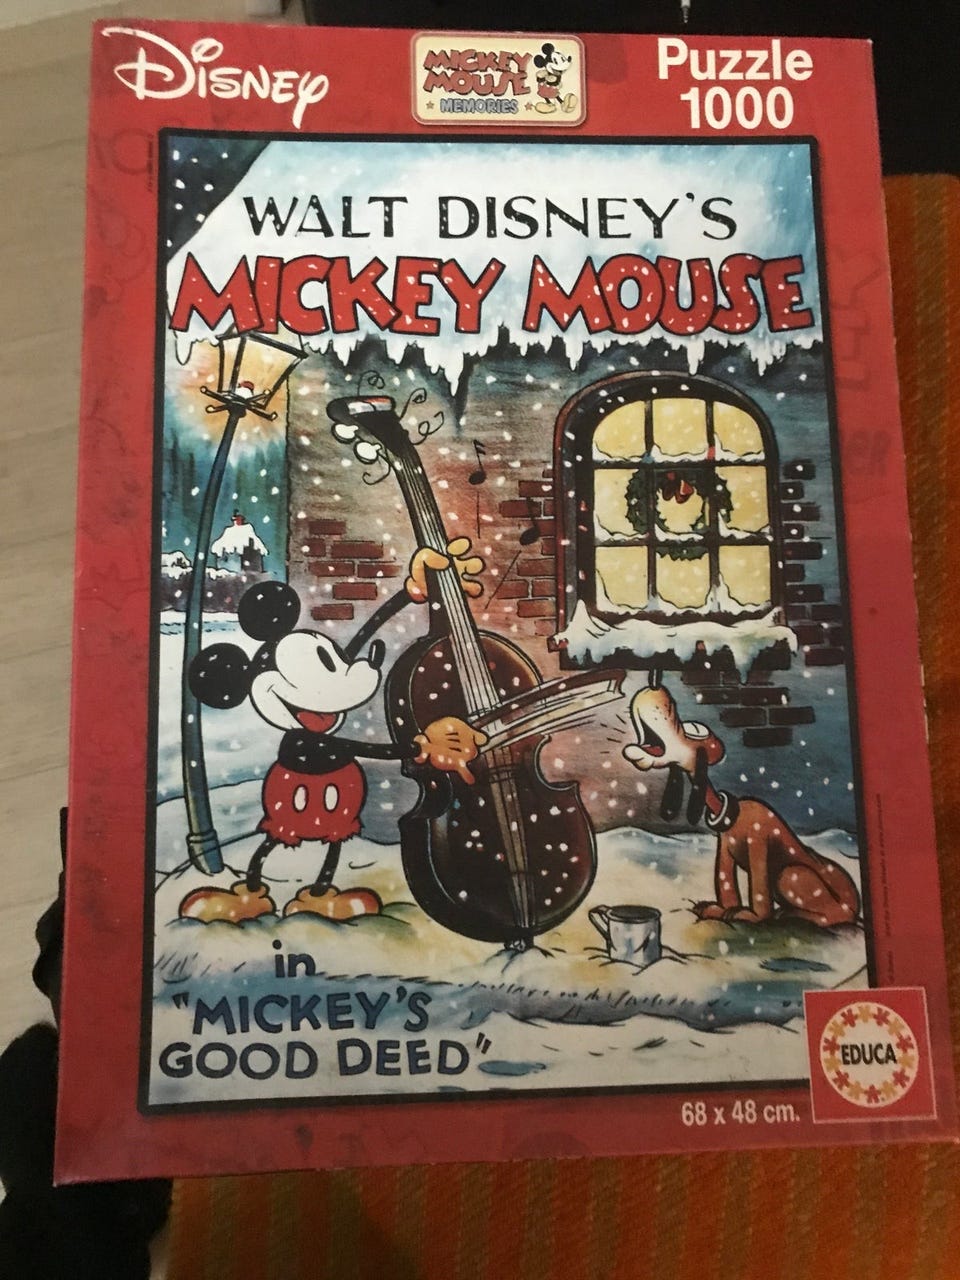 Disney
MICKEY
MOUSE
MEMORIES
Puzzle
1000
WALT DISNEY'S
MICKEY MOUSE
in
"MICKEY'S
GOOD DEED"
EDUCA
68 x 48 cm.